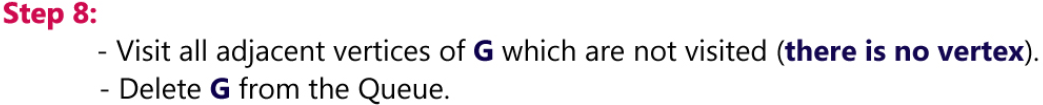 Step 8:
- Visit all adjacent vertices of G which are not visited (there is no vertex).
- Delete G from the Queue.